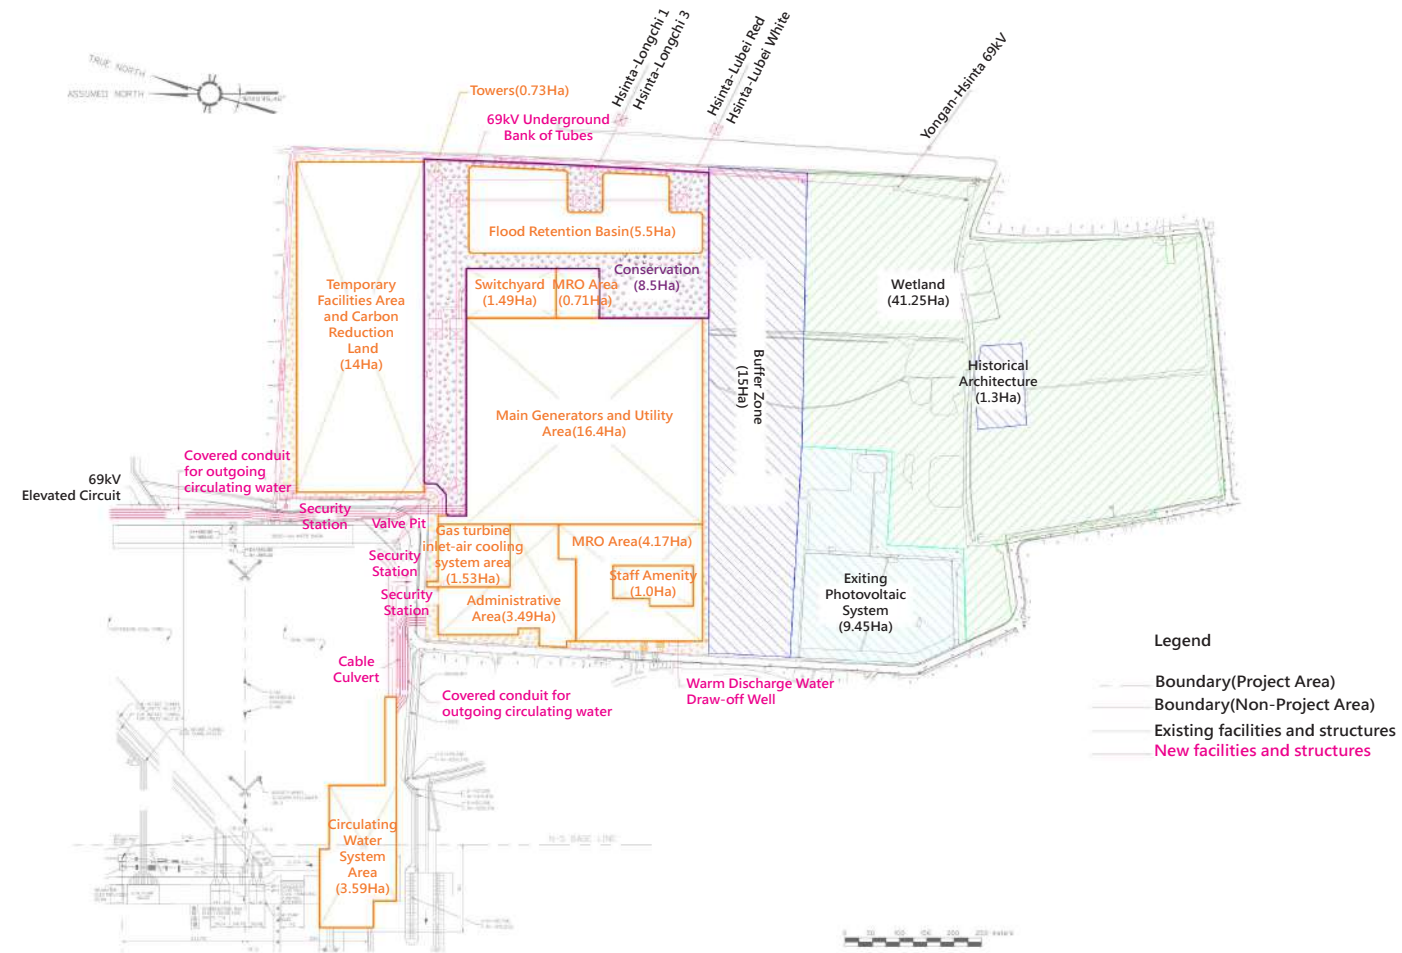 TRUE NORTH
ASSUMED NORTH
Hsinta-Longchi 1
Hsinta-Longchi 3
Hsinta-Lubei Red
Hsinta-Lubei White
Yongan-Hsinta 69kV
Towers(0.73Ha)
69kV Underground
Bank of Tubes
Flood Retention Basin(5.5Ha)
Conservation
(8.5Ha)
Switchyard
(1.49Ha)
MRO Area
(0.71Ha)
Temporary
Facilities Area
and Carbon
Reduction
Land
(14Ha)
Wetland
(41.25Ha)
Buffer Zone
(15Ha)
Historical
Architecture
(1.3Ha)
Main Generators and Utility
Area(16.4Ha)
Covered conduit
for outgoing
circulating water
69kV
Elevated Circuit
Security
Station
Valve Pit
Gas turbine
inlet-air cooling
system area
(1.53Ha)
MRO Area(4.17Ha)
Security
Station
Staff Amenity
(1.0Ha)
Security
Station
Administrative
Area(3.49Ha)
Exiting
Photovoltaic
System
(9.45Ha)
Cable
Culvert
Covered conduit for
outgoing circulating water
Warm Discharge Water
Draw-off Well
Legend
Boundary(Project Area)
Boundary(Non-Project Area)
Existing facilities and structures
New facilities and structures
Circulating
Water
System
Area
(3.59Ha)
N-S BASE LINE
0 50 100 150 200 250 meters